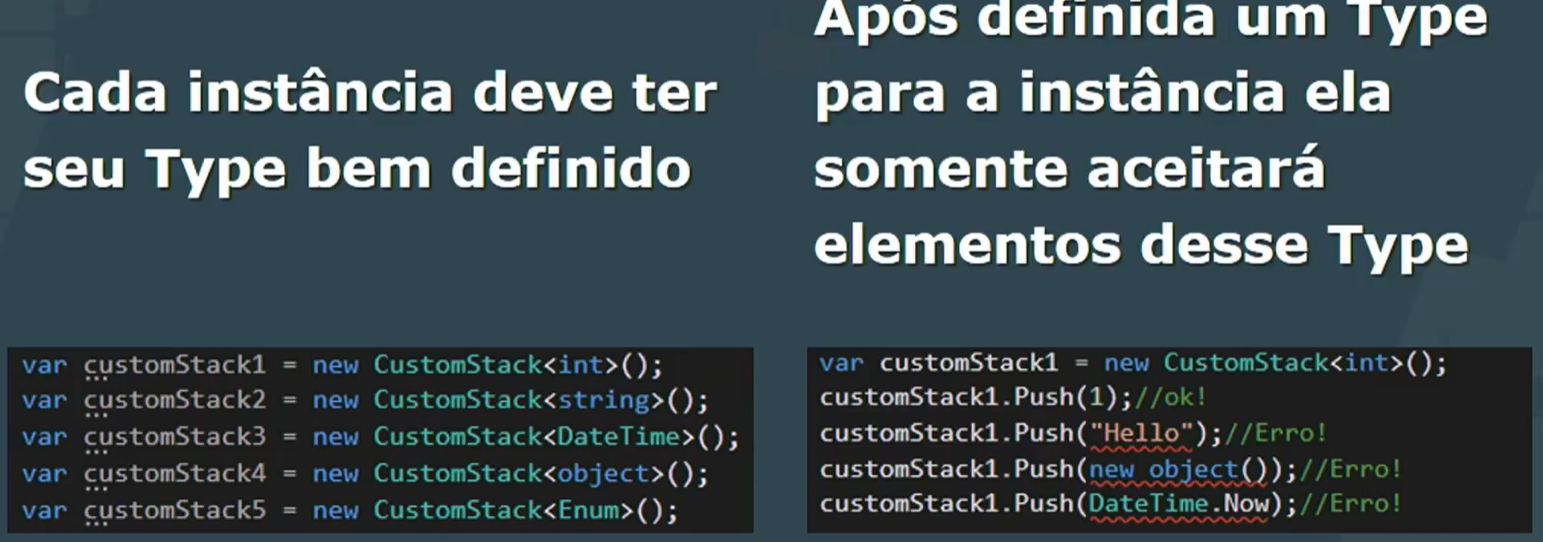 Cada instância deve ter
seu Type bem definido
var customStack1 = new CustomStack<int>();
var customStack2 = new CustomStack<string>();
var customStack3 = new CustomStack<DateTime>();
var customStack4 = new CustomStack<object>();
var customStack5 = new CustomStack<Enum>();
Após definida um Type
para a instância ela
somente aceitará
elementos desse Type
var customStack1 = new CustomStack<int>();
customStack1.Push(1);//ok!
customStack1.Push("Hello");//Erro!
customStack1.Push(new object());//Erro!
customStack1.Push(DateTime.Now);//Erro!